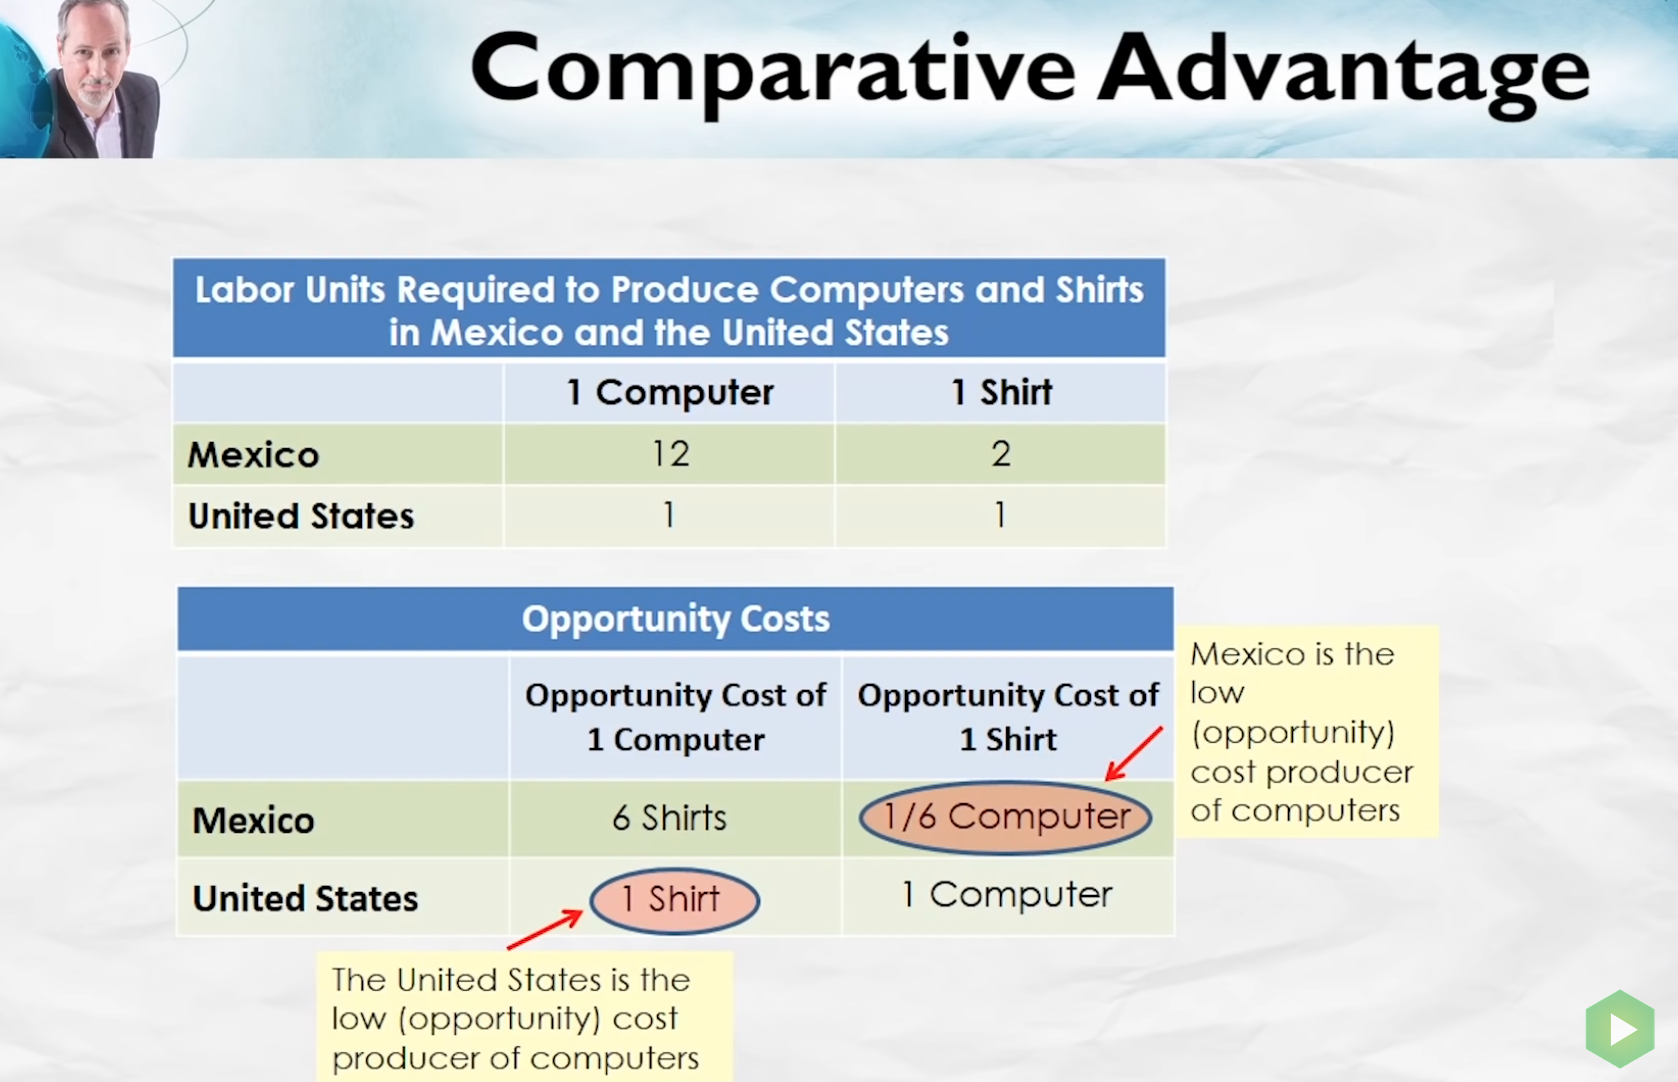 Comparative Advantage
Labor Units Required to Produce Computers and Shirts
in Mexico and the United States
1 Computer 1 Shirt
Mexico 12 2
United States 1 1
Opportunity Costs
Opportunity Cost of
1 Computer
Opportunity Cost of
1 Shirt
Mexico 6 Shirts 1/6 Computer
United States 1 Shirt 1 Computer
Mexico is the
low
(opportunity)
cost producer
of computers
The United States is the
low (opportunity) cost
producer of computers